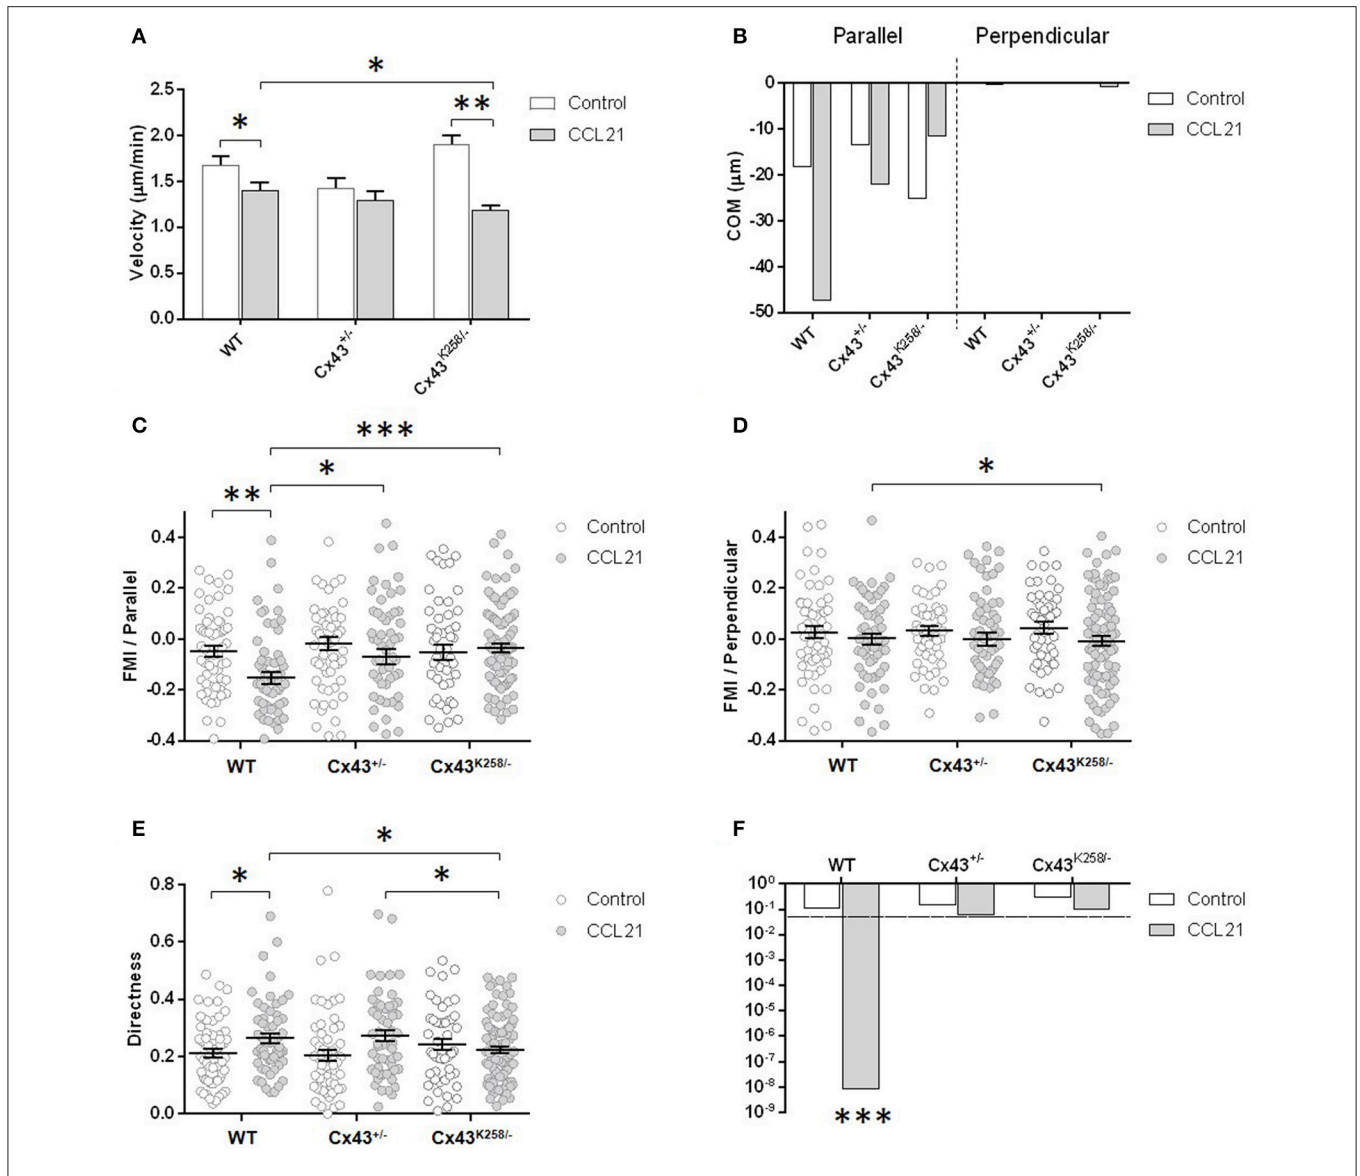 A
*
**
*
2.5
2.0
1.5
1.0
0.5
0.0
Velocity (μm/min)
WT
Cx43+/-
Cx43K258/-
Control
CCL21
B
Parallel
Perpendicular
0
-10
-20
-30
-40
-50
COM (μm)
WT
Cx43+/-
Cx43K258/-
WT
Cx43+/-
Cx43K258/-
Control
CCL21
C
***
*
**
0.4
0.2
0.0
-0.2
-0.4
FMI / Parallel
WT
Cx43+/-
Cx43K258/-
Control
CCL21
D
*
0.4
0.2
0.0
-0.2
-0.4
FMI / Perpendicular
WT
Cx43+/-
Cx43K258/-
Control
CCL21
E
*
*
*
0.8
0.6
0.4
0.2
0.0
Directness
WT
Cx43+/-
Cx43K258/-
Control
CCL21
F
WT
Cx43+/-
Cx43K258/-
10⁰
10⁻¹
10⁻²
10⁻³
10⁻⁴
10⁻⁵
10⁻⁶
10⁻⁷
10⁻⁸
10⁻⁹
***
Control
CCL21